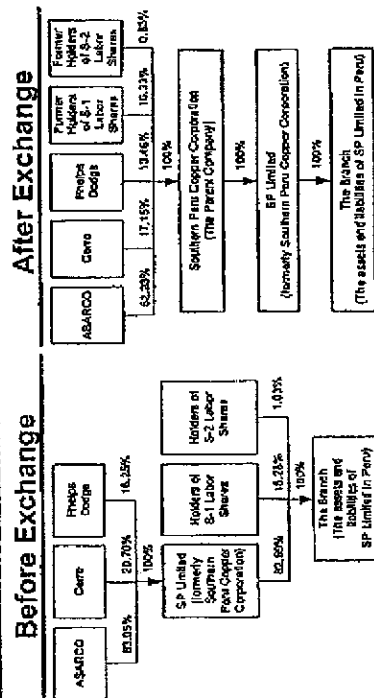 Before Exchange
ASARCO
Cerro
Phelps
Dodge
63.05%
20.70%
16.25%
100%
SP Limited
(formerly
Southern
Peru Copper
Corporation)
Holders of
S-1 Labor
Shares
Holders of
S-2 Labor
Shares
82.69%
16.28%
1.03%
100%
The Branch
(The assets and
liabilities of
SP Limited in Peru)
After Exchange
ASARCO
Cerro
Phelps
Dodge
Former
Holders
of S-1
Labor
Shares
Former
Holders
of S-2
Labor
Shares
52.23%
17.15%
13.46%
16.33%
0.83%
100%
Southern Peru Copper Corporation
(The Parent Company)
100%
SP Limited
(formerly Southern Peru Copper Corporation)
100%
The Branch
(The assets and liabilities of SP Limited in Peru)